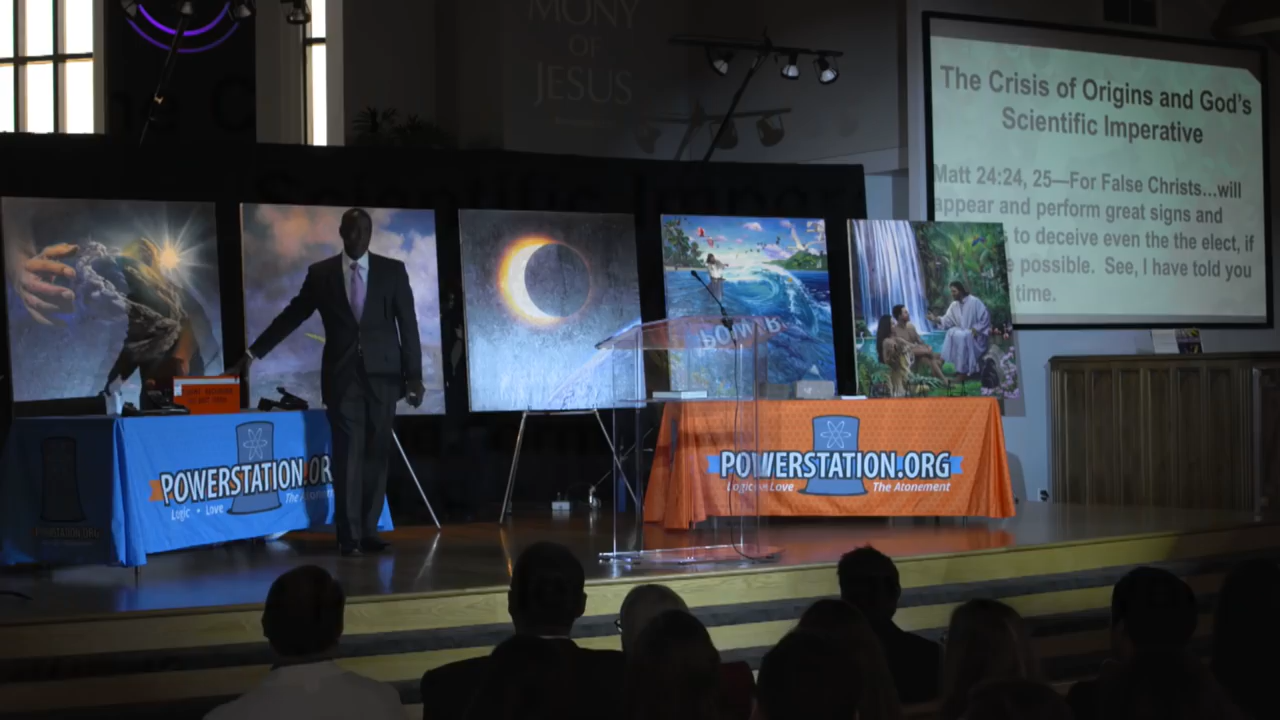 MONY
OF
JESUS
The Crisis of Origins and God's
Scientific Imperative
Matt 24:24, 25—For False Christs...will
appear and perform great signs and
to deceive even the the elect, if
possible. See, I have told you
time.
POWER
POWERSTATION.OR
Logic • Love
The Atonement
POWERSTATION.ORG
Logic Love
The Atonement
POWERSTATION.ORG